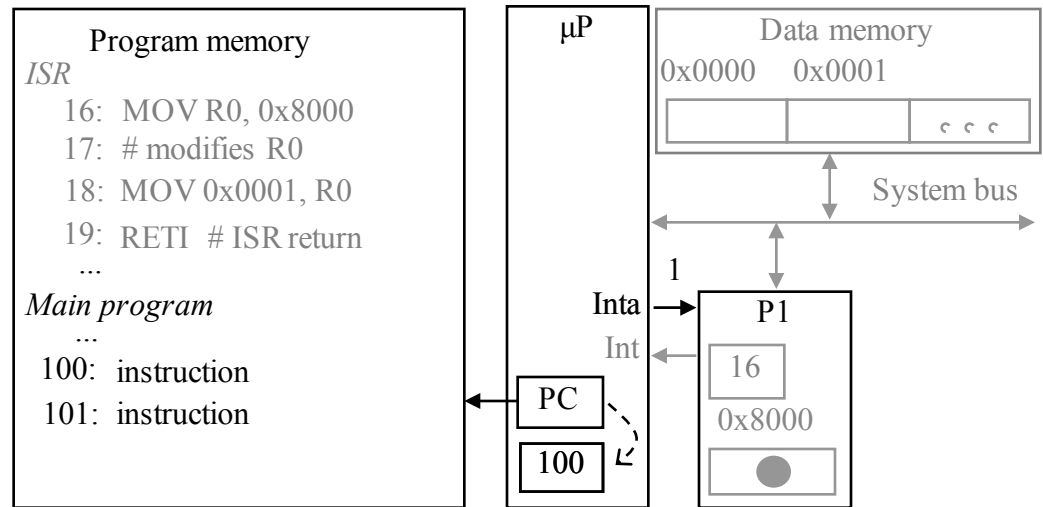 Program memory
ISR
16: MOV R0, 0x8000
17: # modifies R0
18: MOV 0x0001, R0
19: RETI # ISR return
...
Main program
...
100: instruction
101: instruction
μP
Inta
Int
PC
100
Data memory
0x0000 0x0001
System bus
1
P1
16
0x8000